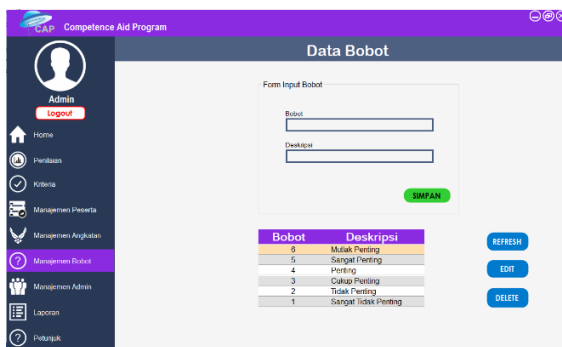 CAP Competence Aid Program
Data Bobot
Admin
Logout
Home
Penilaian
Kriteria
Manajemen Peserta
Manajemen Angkatan
Manajemen Bobot
Manajemen Admin
Laporan
Petunjuk
Form Input Bobot
Bobot
Deskripsi
SIMPAN
Bobot Deskripsi
6 Mutlak Penting
5 Sangat Penting
4 Penting
3 Cukup Penting
2 Tidak Penting
1 Sangat Tidak Penting
REFRESH
EDIT
DELETE